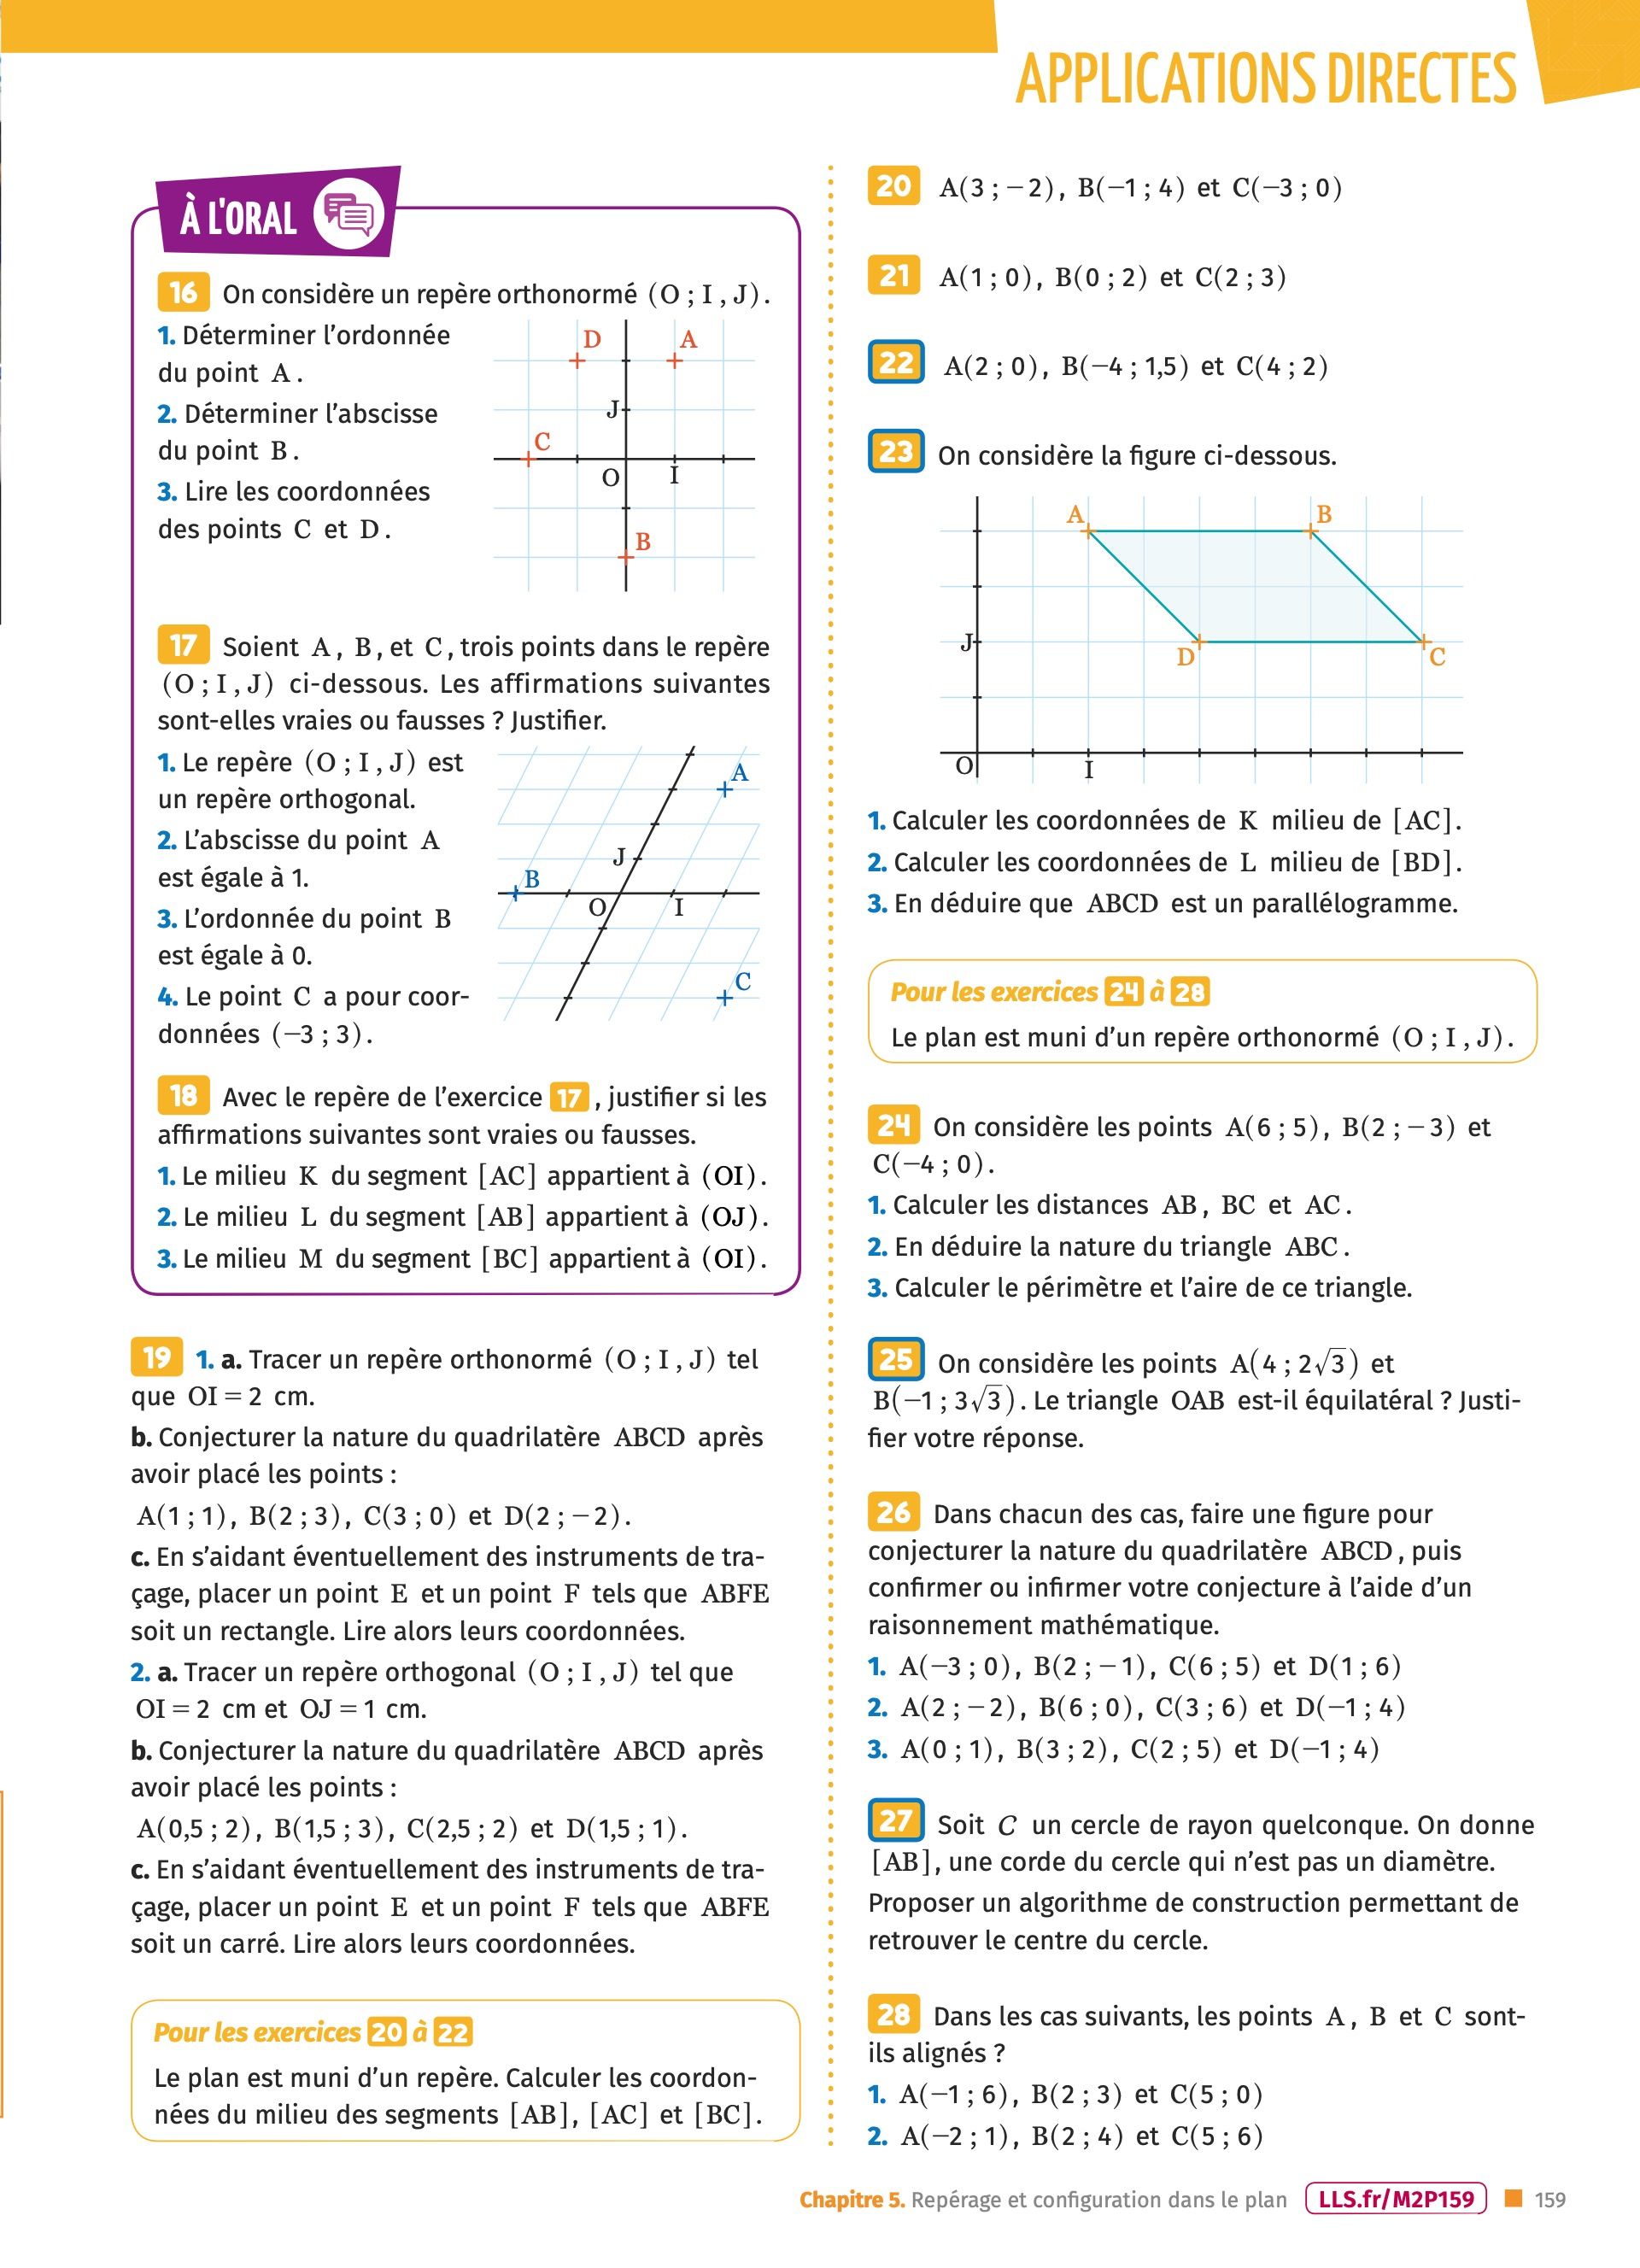 APPLICATIONS DIRECTES
À L'ORAL
16 On considère un repère orthonormé (O ; I , J).
1. Déterminer l'ordonnée
du point A.
2. Déterminer l'abscisse
du point B.
3. Lire les coordonnées
des points C et D.
D
A
J
C
O
I
B
17 Soient A, B, et C, trois points dans le repère
(O ; I , J) ci-dessous. Les affirmations suivantes
sont-elles vraies ou fausses ? Justifier.
1. Le repère (O ; I , J) est
un repère orthogonal.
2. L'abscisse du point A
est égale à 1.
3. L'ordonnée du point B
est égale à 0.
4. Le point C a pour coor-
données (−3 ; 3).
A
J
B
O
I
C
18 Avec le repère de l'exercice 17, justifier si les
affirmations suivantes sont vraies ou fausses.
1. Le milieu K du segment [AC] appartient à (OI).
2. Le milieu L du segment [AB] appartient à (OJ).
3. Le milieu M du segment [BC] appartient à (OI).
19 1. a. Tracer un repère orthonormé (O ; I , J) tel
que OI = 2 cm.
b. Conjecturer la nature du quadrilatère ABCD après
avoir placé les points :
A(1 ; 1), B(2 ; 3), C(3 ; 0) et D(2 ; −2).
c. En s'aidant éventuellement des instruments de tra-
çage, placer un point E et un point F tels que ABFE
soit un rectangle. Lire alors leurs coordonnées.
2. a. Tracer un repère orthogonal (O ; I , J) tel que
OI = 2 cm et OJ = 1 cm.
b. Conjecturer la nature du quadrilatère ABCD après
avoir placé les points :
A(0,5 ; 2), B(1,5 ; 3), C(2,5 ; 2) et D(1,5 ; 1).
c. En s'aidant éventuellement des instruments de tra-
çage, placer un point E et un point F tels que ABFE
soit un carré. Lire alors leurs coordonnées.
Pour les exercices 20 à 22
Le plan est muni d'un repère. Calculer les coordon-
nées du milieu des segments [AB], [AC] et [BC].
20 A(3 ; −2), B(−1 ; 4) et C(−3 ; 0)
21 A(1 ; 0), B(0 ; 2) et C(2 ; 3)
22 A(2 ; 0), B(−4 ; 1,5) et C(4 ; 2)
23 On considère la figure ci-dessous.
A
B
J
D
C
O
I
1. Calculer les coordonnées de K milieu de [AC].
2. Calculer les coordonnées de L milieu de [BD].
3. En déduire que ABCD est un parallélogramme.
Pour les exercices 24 à 28
Le plan est muni d'un repère orthonormé (O ; I , J).
24 On considère les points A(6 ; 5), B(2 ; −3) et
C(−4 ; 0).
1. Calculer les distances AB, BC et AC.
2. En déduire la nature du triangle ABC.
3. Calculer le périmètre et l'aire de ce triangle.
25 On considère les points A(4 ; 2√3) et
B(−1 ; 3√3). Le triangle OAB est-il équilatéral ? Justi-
fier votre réponse.
26 Dans chacun des cas, faire une figure pour
conjecturer la nature du quadrilatère ABCD, puis
confirmer ou infirmer votre conjecture à l'aide d'un
raisonnement mathématique.
1. A(−3 ; 0), B(2 ; −1), C(6 ; 5) et D(1 ; 6)
2. A(2 ; −2), B(6 ; 0), C(3 ; 6) et D(−1 ; 4)
3. A(0 ; 1), B(3 ; 2), C(2 ; 5) et D(−1 ; 4)
27 Soit 𝒞 un cercle de rayon quelconque. On donne
[AB], une corde du cercle qui n'est pas un diamètre.
Proposer un algorithme de construction permettant de
retrouver le centre du cercle.
28 Dans les cas suivants, les points A, B et C sont-
ils alignés ?
1. A(−1 ; 6), B(2 ; 3) et C(5 ; 0)
2. A(−2 ; 1), B(2 ; 4) et C(5 ; 6)
Chapitre 5. Repérage et configuration dans le plan LLS.fr/M2P159 159